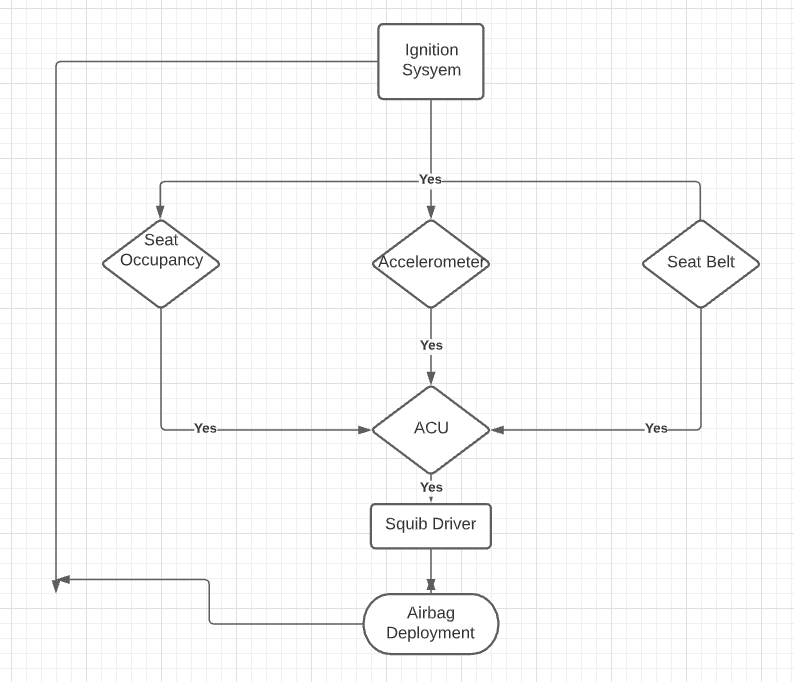 Ignition
Sysyem
Yes
Seat
Occupancy
Accelerometer
Seat Belt
Yes
Yes
ACU
Yes
Yes
Squib Driver
Airbag
Deployment